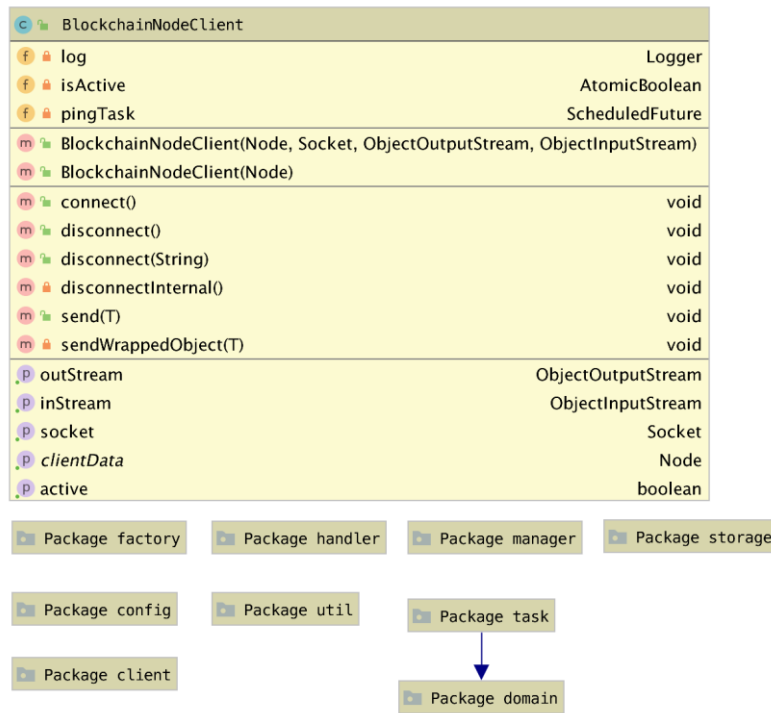 BlockchainNodeClient
log Logger
isActive AtomicBoolean
pingTask ScheduledFuture
BlockchainNodeClient(Node, Socket, ObjectOutputStream, ObjectInputStream)
BlockchainNodeClient(Node)
connect() void
disconnect() void
disconnect(String) void
disconnectInternal() void
send(T) void
sendWrappedObject(T) void
outStream ObjectOutputStream
inStream ObjectInputStream
socket Socket
clientData Node
active boolean
Package factory Package handler Package manager Package storage
Package config Package util Package task
Package client
Package domain